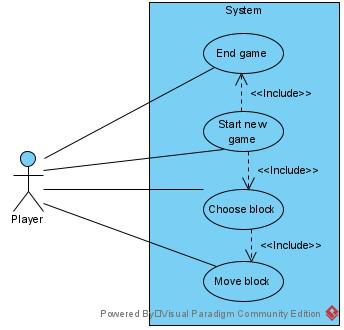 System
End game
<<Include>>
Start new
game
<<Include>>
Choose block
Player
<<Include>>
Move block
Powered By Visual Paradigm Community Edition